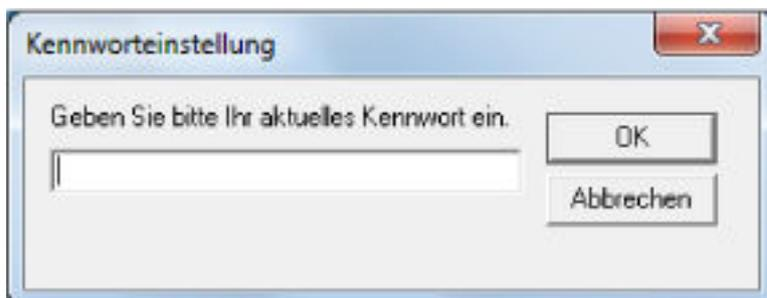 Kennworteinstellung
Geben Sie bitte Ihr aktuelles Kennwort ein.
OK
Abbrechen